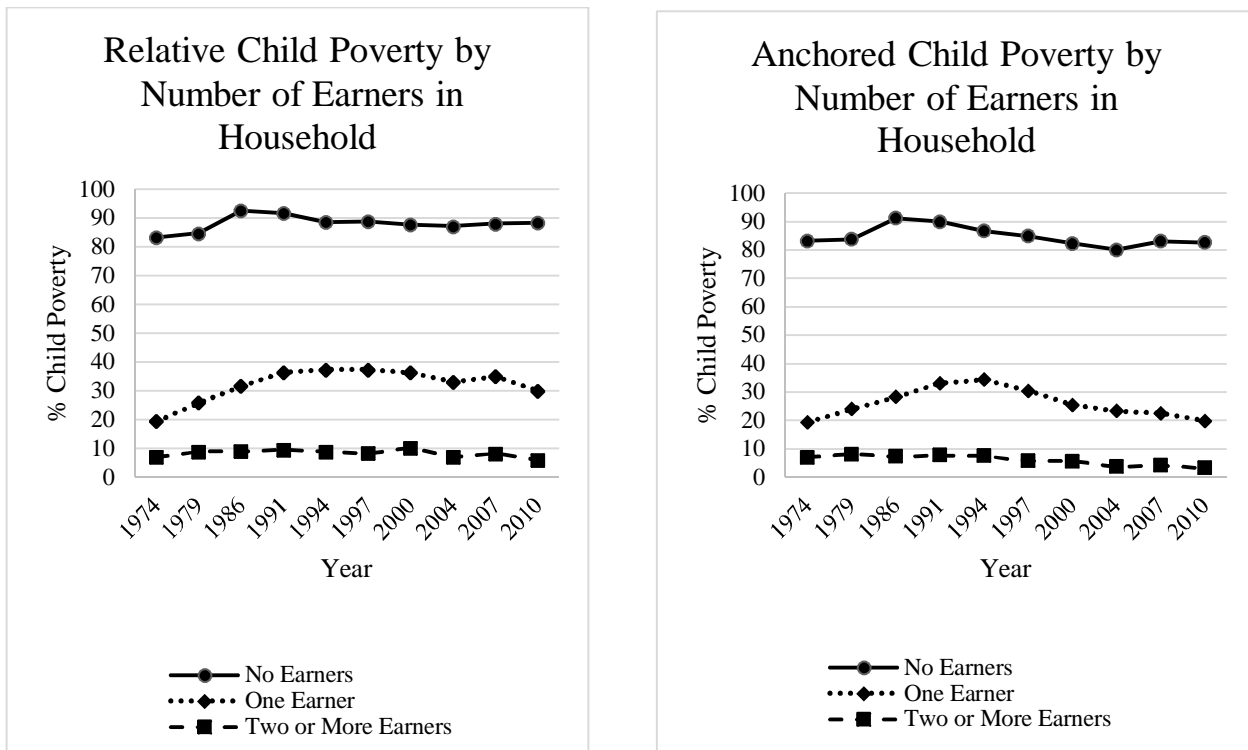 Relative Child Poverty by
Number of Earners in
Household
100
90
80
70
60
50
40
30
20
10
0
% Child Poverty
1974
1979
1986
1991
1994
1997
2000
2004
2007
2010
Year
No Earners
One Earner
Two or More Earners
Anchored Child Poverty by
Number of Earners in
Household
100
90
80
70
60
50
40
30
20
10
0
% Child Poverty
1974
1979
1986
1991
1994
1997
2000
2004
2007
2010
Year
No Earners
One Earner
Two or More Earners